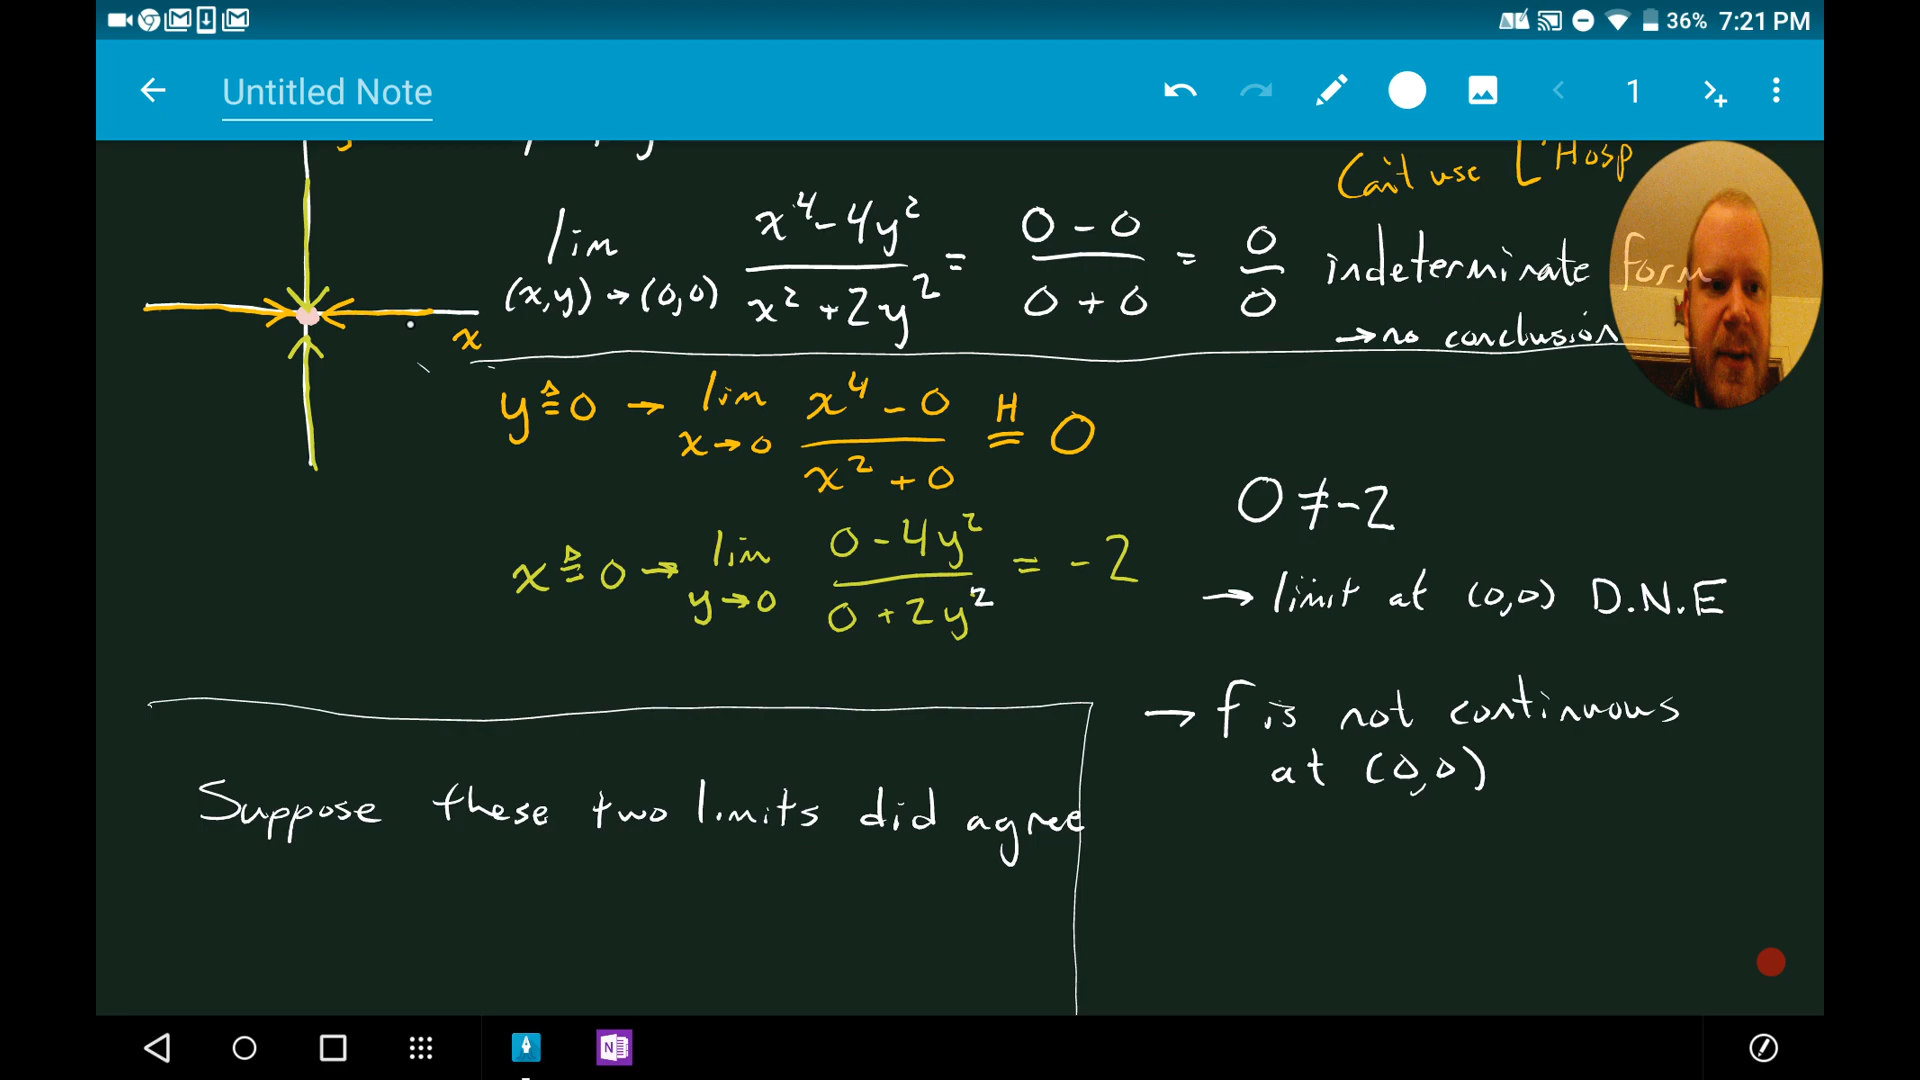 36% 7:21 PM
Untitled Note
1
Can't use L'Hosp
lim (x,y)→(0,0) x⁴-4y² / x²+2y² = 0-0 / 0+0 = 0/0 indeterminate form
→ no conclusion
x
y ≜ 0 → lim x→0 x⁴-0 / x²+0 =ᴴ 0
0 ≠ -2
x ≜ 0 → lim y→0 0-4y² / 0+2y² = -2
→ limit at (0,0) D.N.E
→ f is not continuous
at (0,0)
Suppose these two limits did agree
N